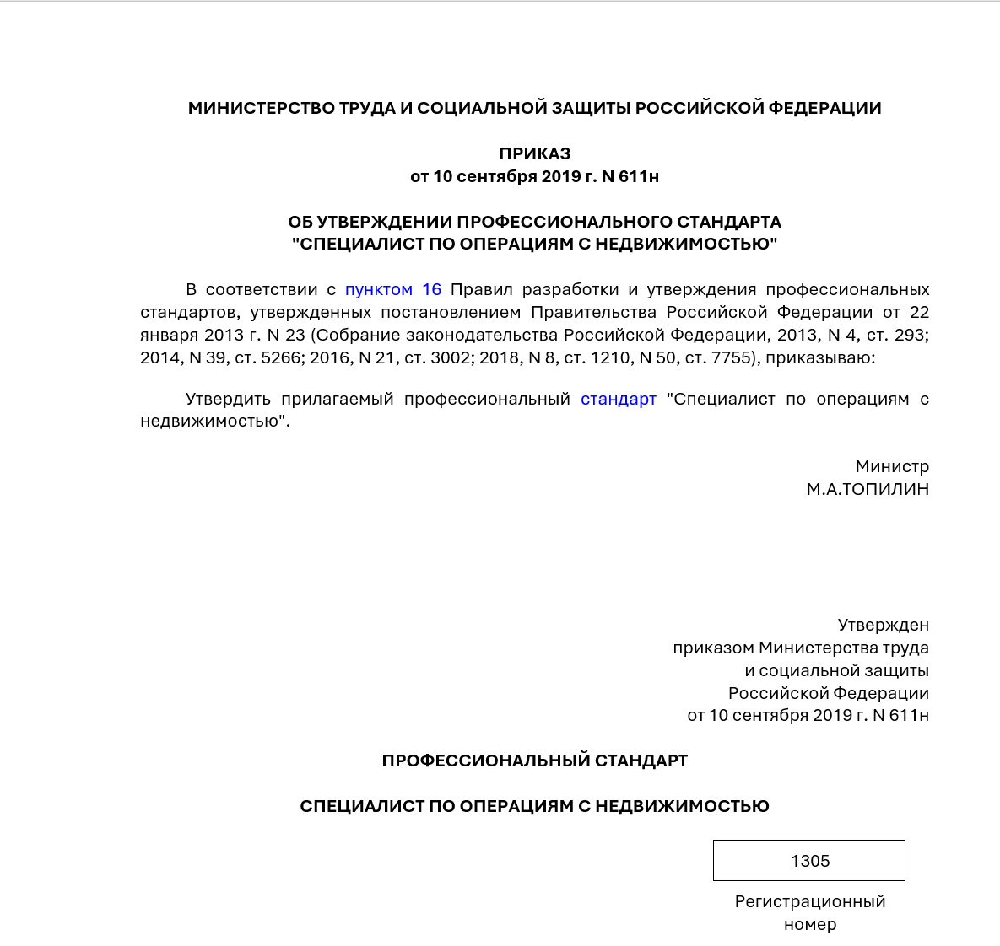 МИНИСТЕРСТВО ТРУДА И СОЦИАЛЬНОЙ ЗАЩИТЫ РОССИЙСКОЙ ФЕДЕРАЦИИ
ПРИКАЗ
от 10 сентября 2019 г. N 611н
ОБ УТВЕРЖДЕНИИ ПРОФЕССИОНАЛЬНОГО СТАНДАРТА
"СПЕЦИАЛИСТ ПО ОПЕРАЦИЯМ С НЕДВИЖИМОСТЬЮ"
В соответствии с пунктом 16 Правил разработки и утверждения профессиональных
стандартов, утвержденных постановлением Правительства Российской Федерации от 22
января 2013 г. N 23 (Собрание законодательства Российской Федерации, 2013, N 4, ст. 293;
2014, N 39, ст. 5266; 2016, N 21, ст. 3002; 2018, N 8, ст. 1210, N 50, ст. 7755), приказываю:
Утвердить прилагаемый профессиональный стандарт "Специалист по операциям с
недвижимостью".
Министр
М.А.ТОПИЛИН
Утвержден
приказом Министерства труда
и социальной защиты
Российской Федерации
от 10 сентября 2019 г. N 611н
ПРОФЕССИОНАЛЬНЫЙ СТАНДАРТ
СПЕЦИАЛИСТ ПО ОПЕРАЦИЯМ С НЕДВИЖИМОСТЬЮ
1305
Регистрационный
номер